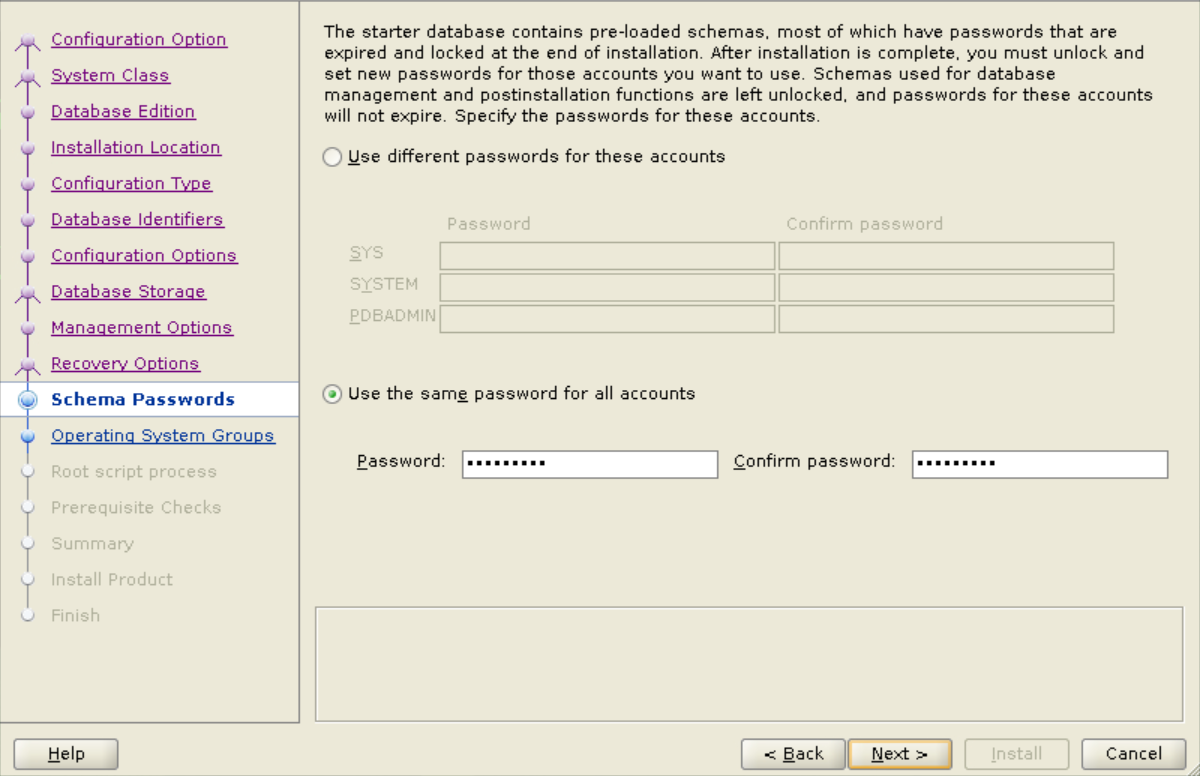 Configuration Option
System Class
Database Edition
Installation Location
Configuration Type
Database Identifiers
Configuration Options
Database Storage
Management Options
Recovery Options
Schema Passwords
Operating System Groups
Root script process
Prerequisite Checks
Summary
Install Product
Finish
The starter database contains pre-loaded schemas, most of which have passwords that are
expired and locked at the end of installation. After installation is complete, you must unlock and
set new passwords for those accounts you want to use. Schemas used for database
management and postinstallation functions are left unlocked, and passwords for these accounts
will not expire. Specify the passwords for these accounts.
Use different passwords for these accounts
Password Confirm password
SYS
SYSTEM
PDBADMIN
Use the same password for all accounts
Password: ••••••••• Confirm password: •••••••••
Help < Back Next > Install Cancel